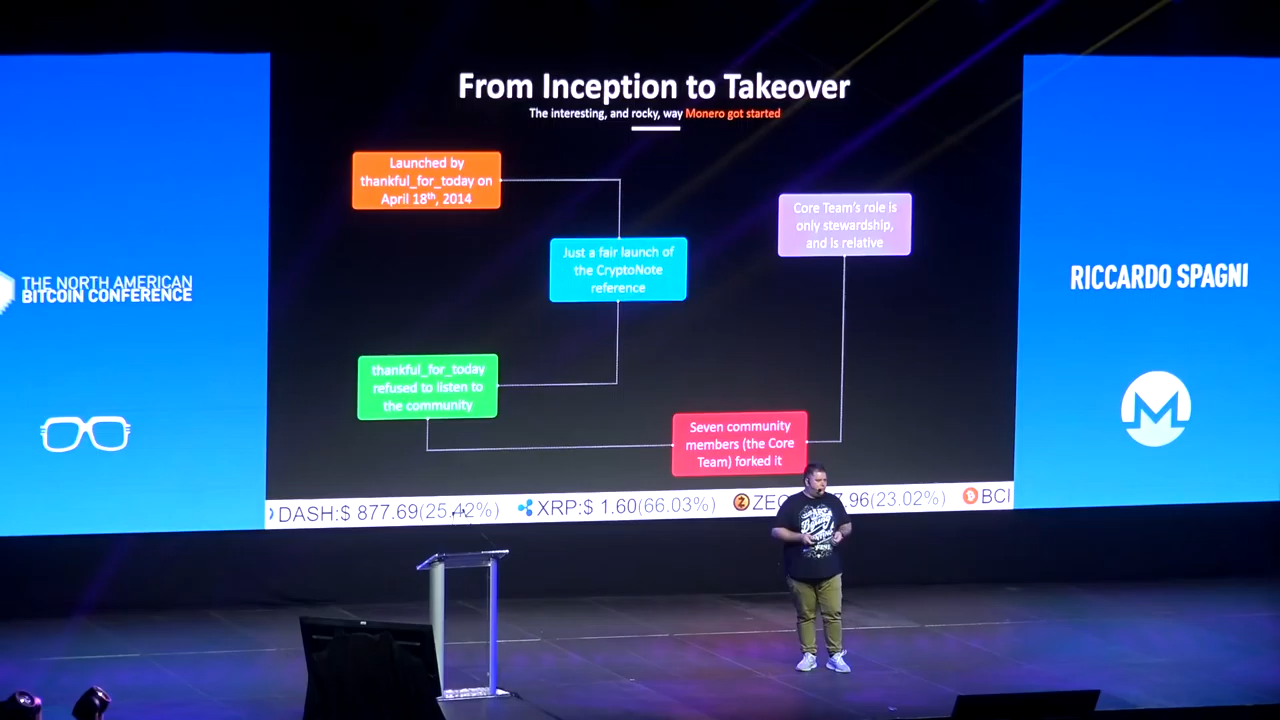 From Inception to Takeover
The interesting, and rocky, way Monero got started
Launched by
thankful_for_today on
April 18th, 2014
Core Team's role is
only stewardship,
and is relative
Just a fair launch of
the CryptoNote
reference
THE NORTH AMERICAN
BITCOIN CONFERENCE
RICCARDO SPAGNI
thankful_for_today
refused to listen to
the community
Seven community
members (the Core
Team) forked it
DASH:$ 877.69(25.42%) XRP:$ 1.60(66.03%) ZEC .96(23.02%) BCI